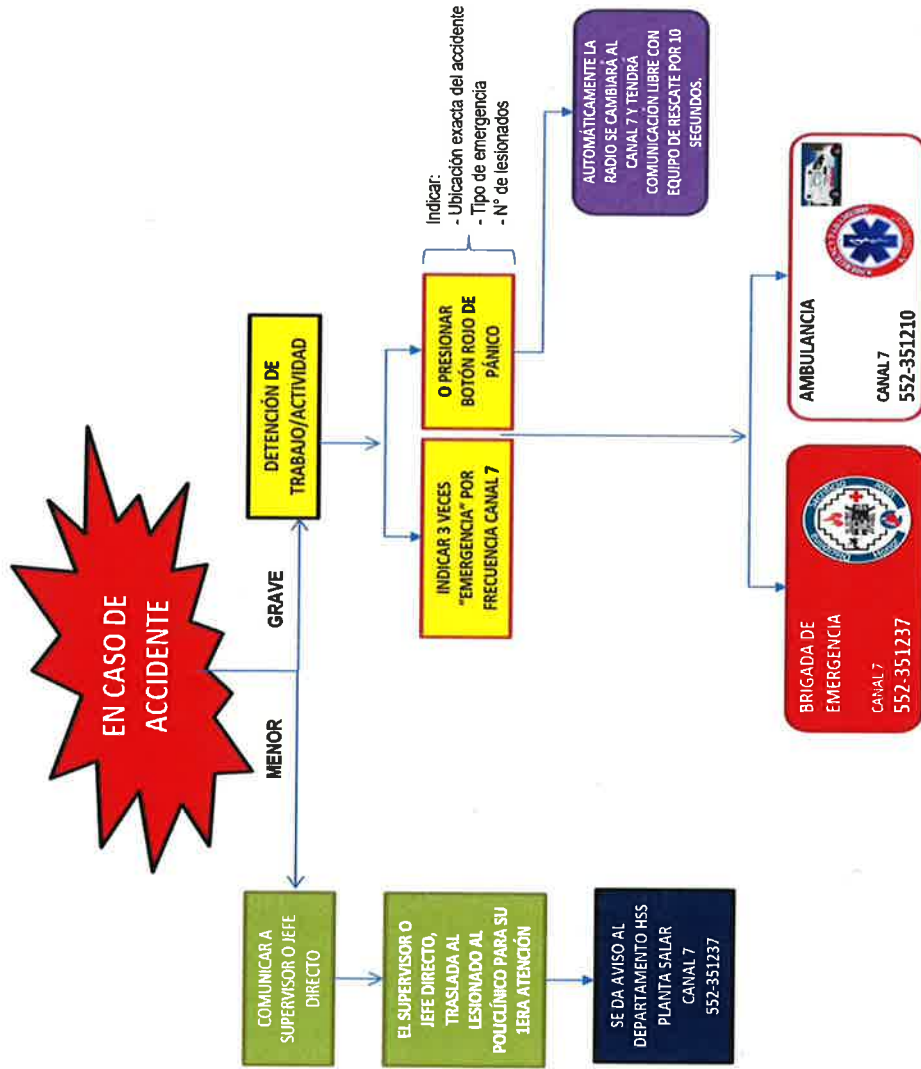 EN CASO DE
ACCIDENTE
MENOR
GRAVE
COMUNICAR A
SUPERVISOR O JEFE
DIRECTO
EL SUPERVISOR O
JEFE DIRECTO,
TRASLADA AL
LESIONADO AL
POLICLÍNICO PARA SU
1ERA ATENCIÓN
SE DA AVISO AL
DEPARTAMENTO HSS
PLANTA SALAR
CANAL 7
552-351237
DETENCIÓN DE
TRABAJO/ACTIVIDAD
INDICAR 3 VECES
"EMERGENCIA" POR
FRECUENCIA CANAL 7
O PRESIONAR
BOTÓN ROJO DE
PÁNICO
Indicar:
- Ubicación exacta del accidente
- Tipo de emergencia
- N° de lesionados
AUTOMÁTICAMENTE LA
RADIO SE CAMBIARÁ AL
CANAL 7 Y TENDRÁ
COMUNICACIÓN LIBRE CON
EQUIPO DE RESCATE POR 10
SEGUNDOS.
BRIGADA DE
EMERGENCIA
CANAL 7
552-351237
AMBULANCIA
CANAL 7
552-351210